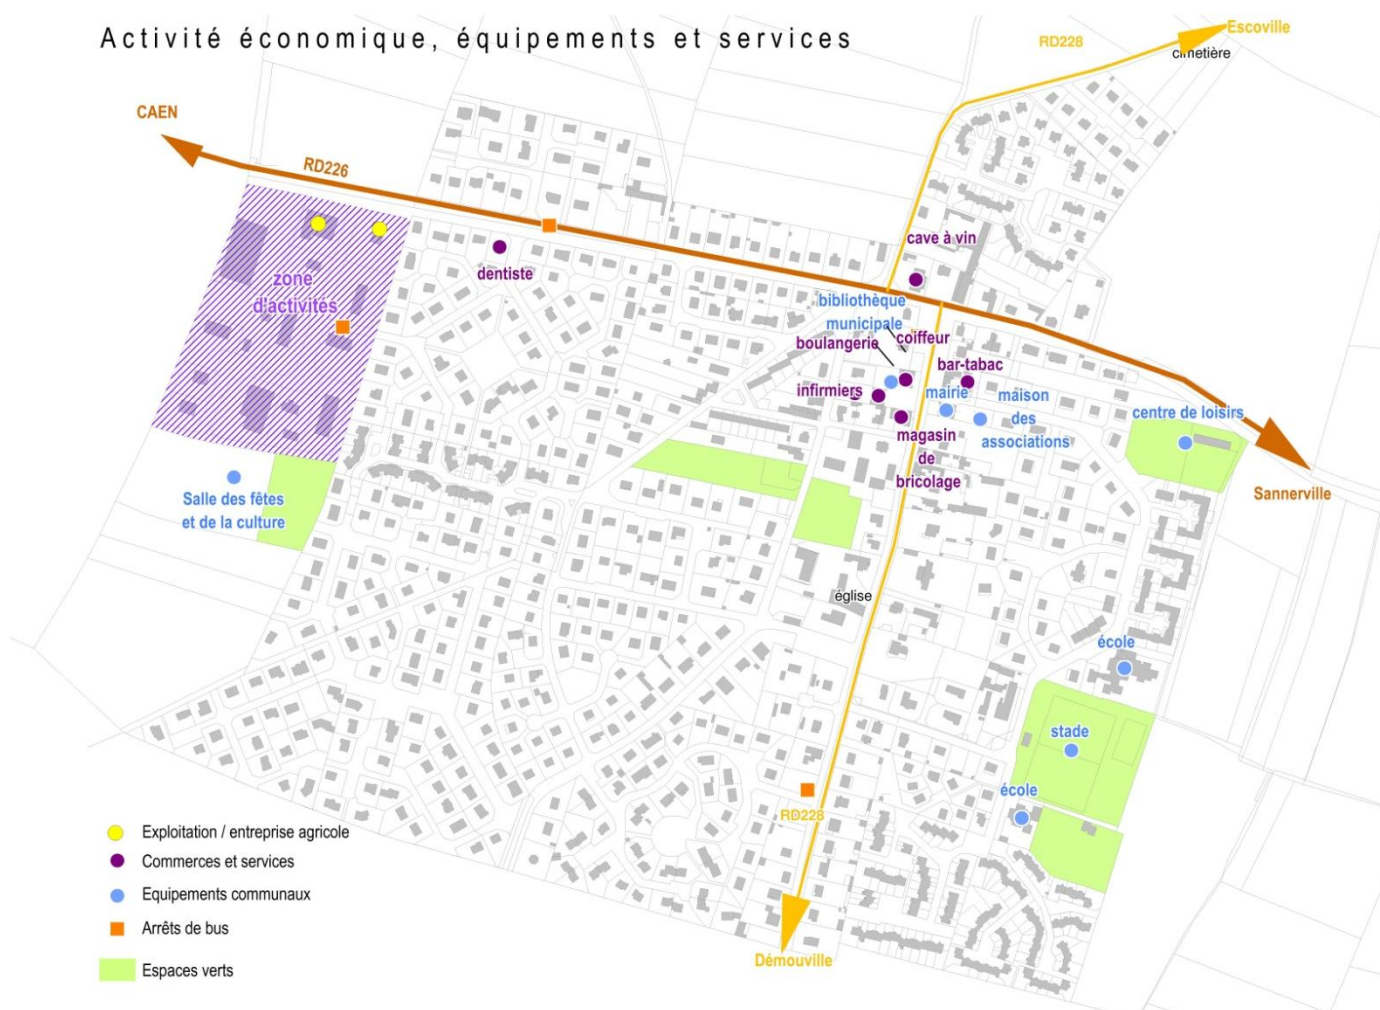 Activité économique, équipements et services
RD228
Escoville
cimetière
CAEN
RD226
cave à vin
dentiste
zone
d'activités
bibliothèque
municipale
coiffeur
boulangerie
bar-tabac
infirmiers
mairie
maison
des
associations
centre de loisirs
magasin
de
bricolage
Sannerville
Salle des fêtes
et de la culture
église
école
stade
école
RD228
Démouville
Exploitation / entreprise agricole
Commerces et services
Equipements communaux
Arrêts de bus
Espaces verts